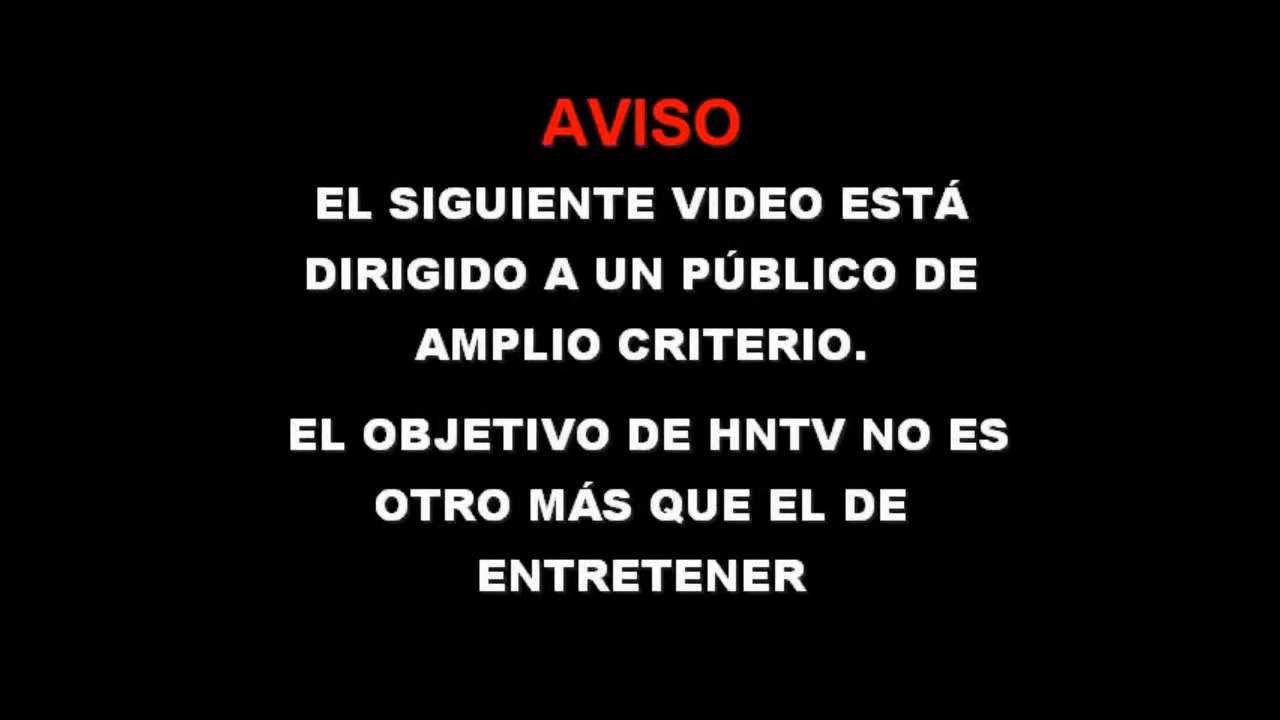 AVISO
EL SIGUIENTE VIDEO ESTÁ
DIRIGIDO A UN PÚBLICO DE
AMPLIO CRITERIO.
EL OBJETIVO DE HNTV NO ES
OTRO MÁS QUE EL DE
ENTRETENER